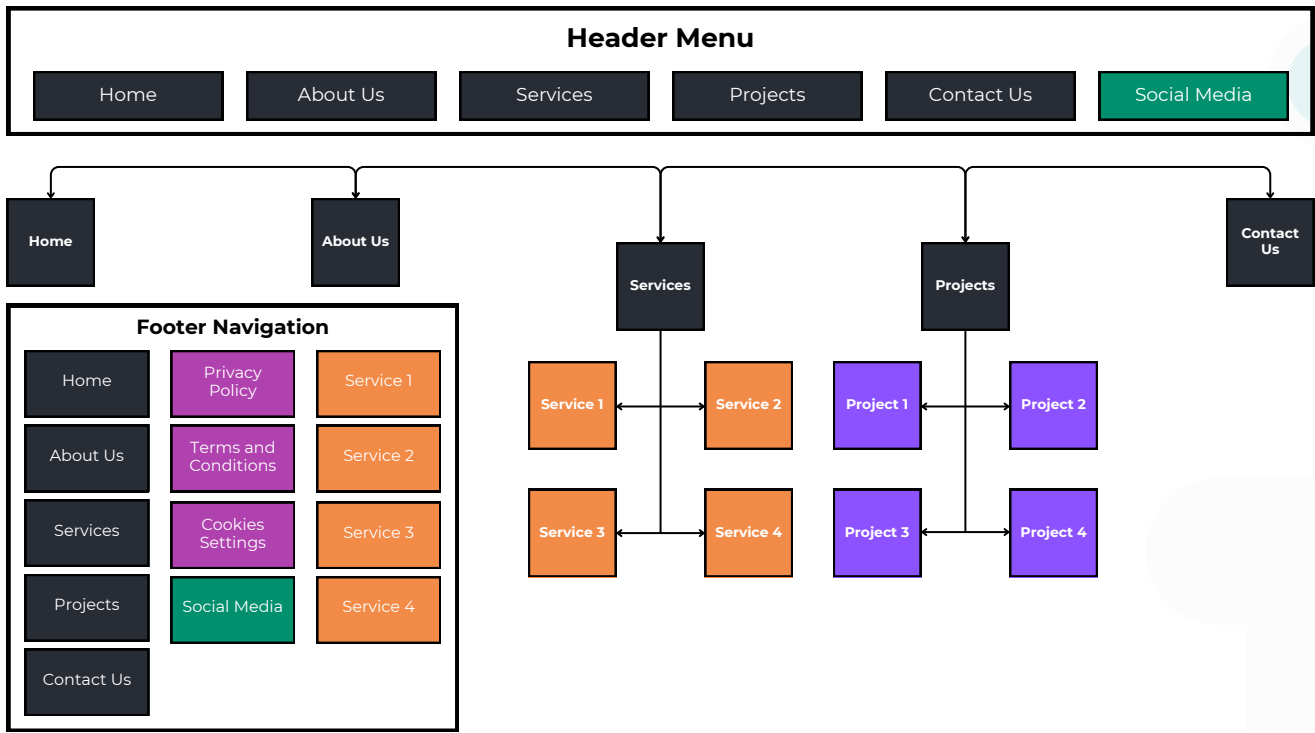 Header Menu
Home
About Us
Services
Projects
Contact Us
Social Media
Home
About Us
Services
Projects
Contact
Us
Footer Navigation
Home
Privacy
Policy
Service 1
About Us
Terms and
Conditions
Service 2
Services
Cookies
Settings
Service 3
Projects
Social Media
Service 4
Contact Us
Service 1
Service 2
Service 3
Service 4
Project 1
Project 2
Project 3
Project 4